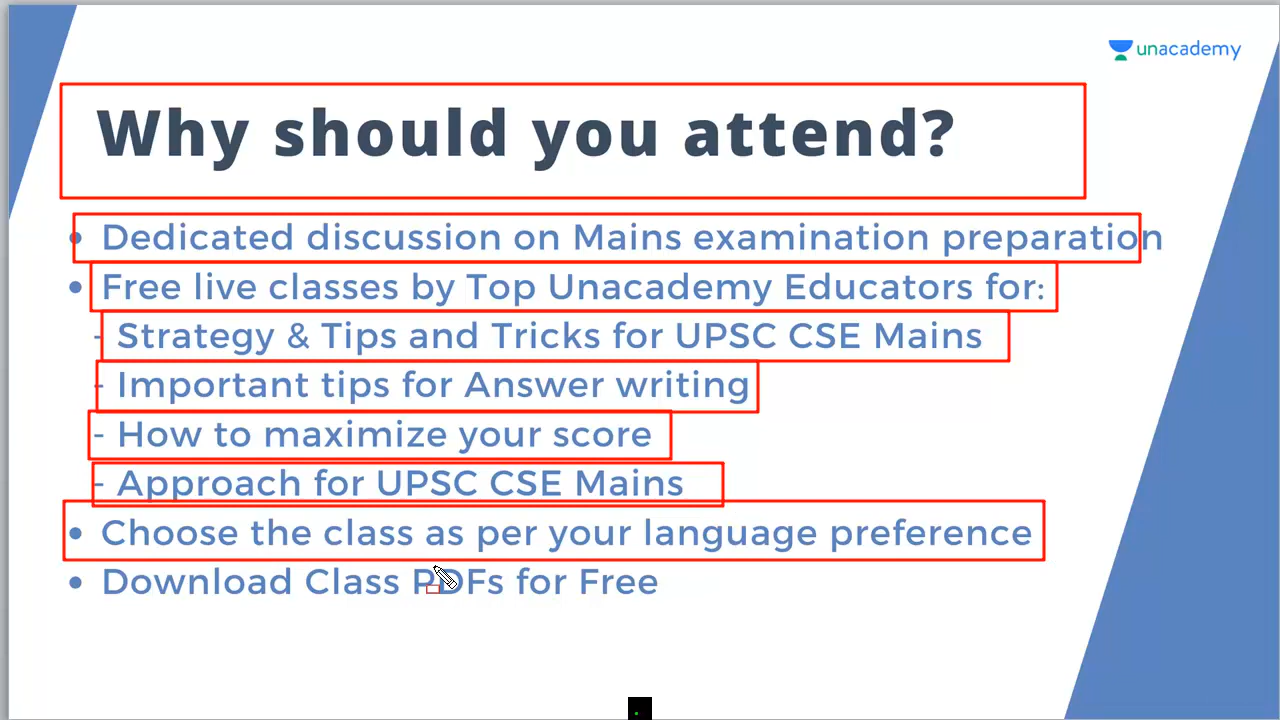 unacademy
Why should you attend?
• Dedicated discussion on Mains examination preparation
• Free live classes by Top Unacademy Educators for:
- Strategy & Tips and Tricks for UPSC CSE Mains
- Important tips for Answer writing
- How to maximize your score
- Approach for UPSC CSE Mains
• Choose the class as per your language preference
• Download Class PDFs for Free